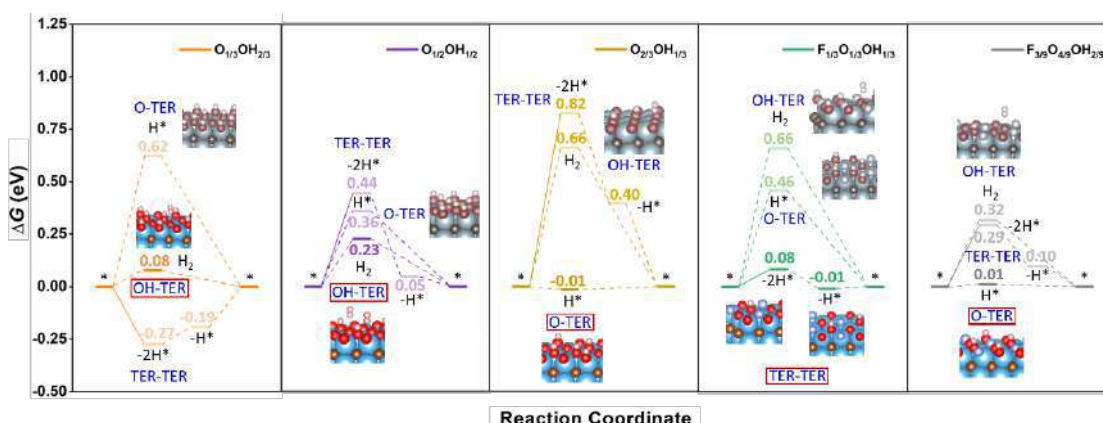 ΔG (eV)
1.25
1.00
0.75
0.50
0.25
0.00
-0.25
-0.50
O1/3OH2/3
O-TER
H*
0.62
0.08
H2
*
*
OH-TER
-0.27
-0.19
-H*
-2H*
TER-TER
O1/2OH1/2
TER-TER
-2H*
0.44
H*
O-TER
0.36
0.23
H2
*
*
OH-TER
0.05
-H*
O2/3OH1/3
-2H*
TER-TER
0.82
0.66
H2
OH-TER
0.40
-H*
*
*
-0.01
H*
O-TER
F1/3O1/3OH1/3
OH-TER
H2
0.66
0.46
H*
O-TER
*
*
0.08
-0.01
-2H*
-H*
TER-TER
F3/9O4/9OH2/9
OH-TER
H2
0.32
-2H*
0.29
TER-TER
0.10
-H*
*
*
0.01
H*
O-TER
Reaction Coordinate